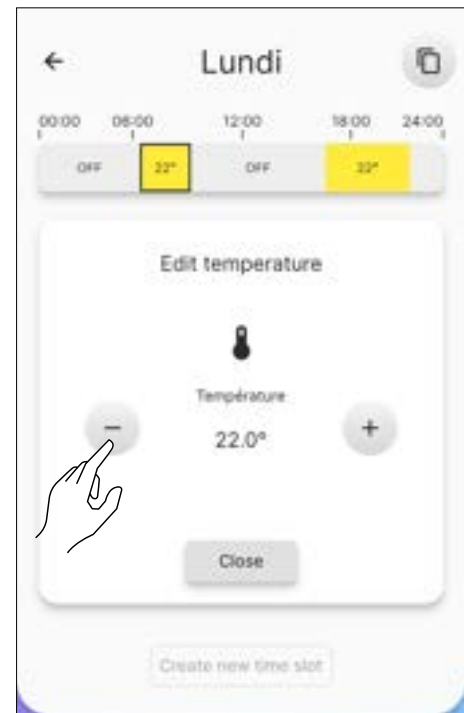 Lundi
00:00 06:00 12:00 18:00 24:00
OFF 22° OFF 22°
Edit temperature
Température
− 22.0° +
Close
Create new time slot